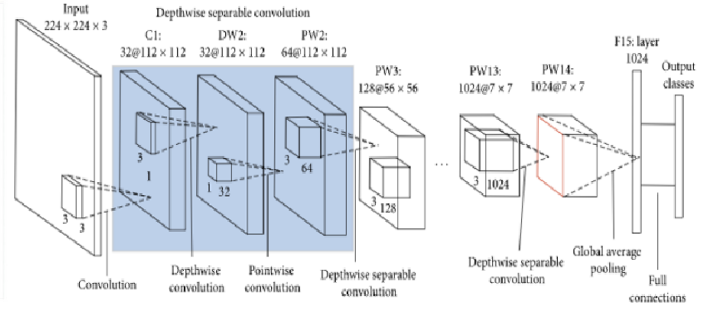 Input
224 × 224 × 3
Depthwise separable convolution
C1:
32@112 × 112
DW2:
32@112 × 112
PW2:
64@112 × 112
PW3:
128@56 × 56
PW13:
1024@7 × 7
PW14:
1024@7 × 7
F15: layer
1024
Output
classes
3
1
3
3
1
32
3
64
3
128
...
3
1024
Convolution
Depthwise
convolution
Pointwise
convolution
Depthwise separable
convolution
Depthwise separable
convolution
Global average
pooling
Full
connections